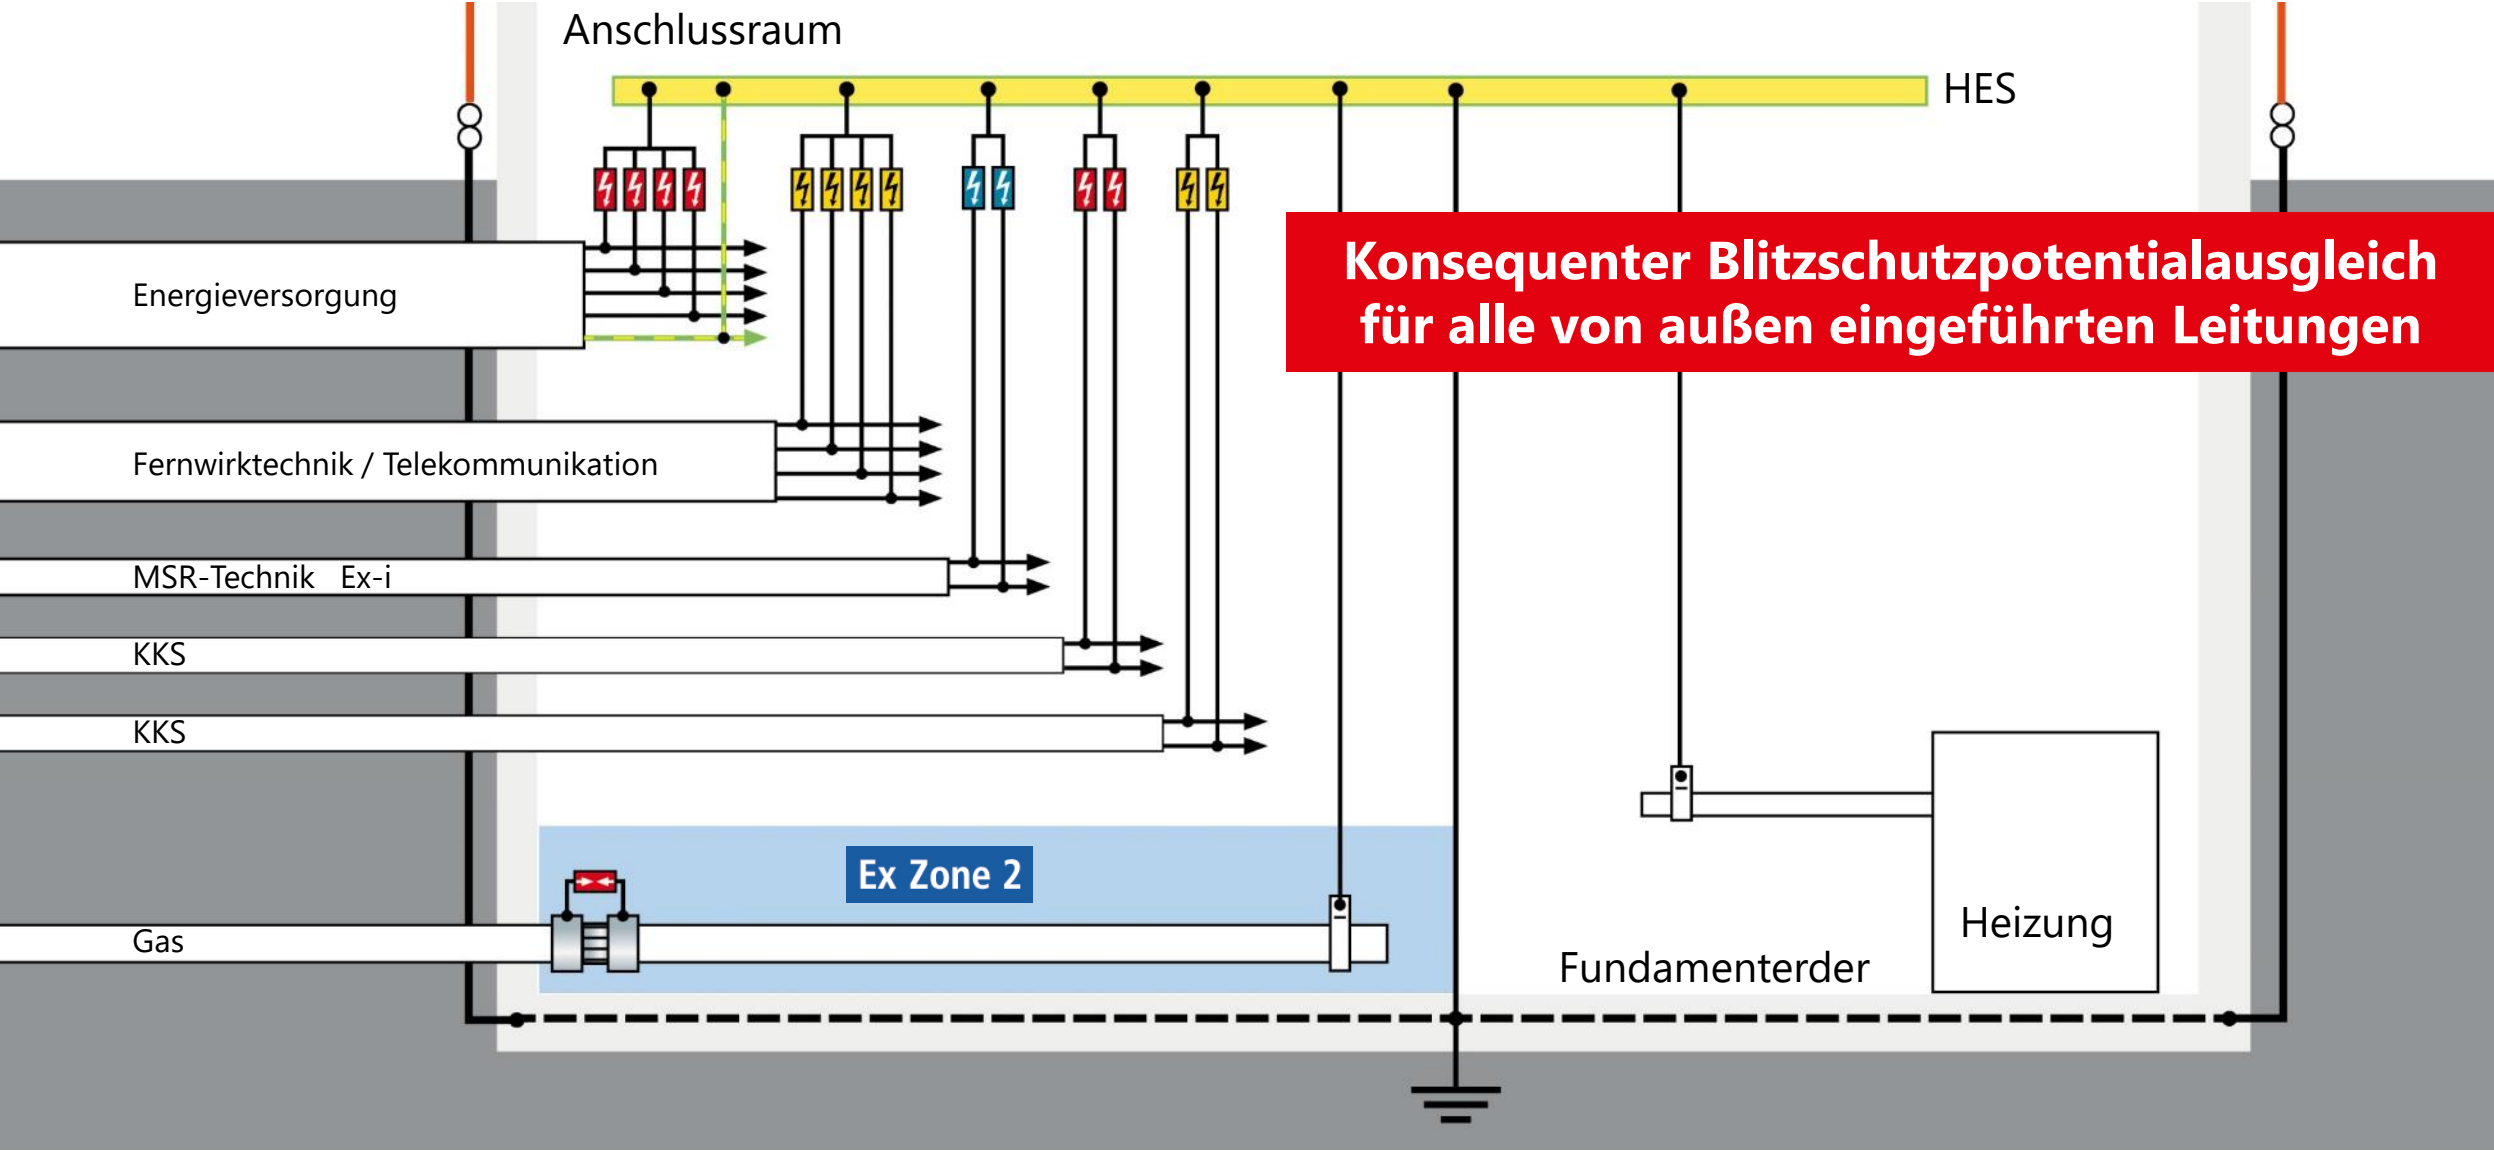 Anschlussraum
HES
Konsequenter Blitzschutzpotentialausgleich
für alle von außen eingeführten Leitungen
Energieversorgung
Fernwirktechnik / Telekommunikation
MSR-Technik Ex-i
KKS
KKS
Ex Zone 2
Gas
Heizung
Fundamenterder